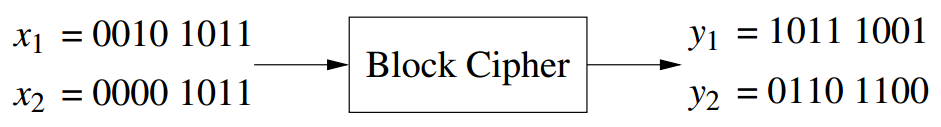 x₁ = 0010 1011
x₂ = 0000 1011
Block Cipher
y₁ = 1011 1001
y₂ = 0110 1100